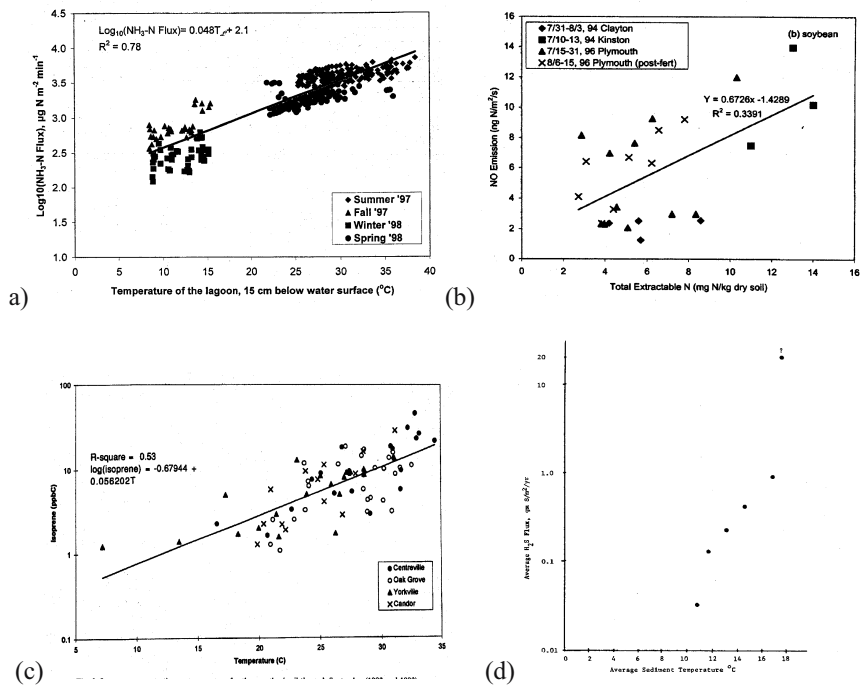 Log10(NH3-N Flux)= 0.048T + 2.1
R² = 0.78
Log10(NH3-N Flux), µg N m⁻² min⁻¹
4.5
4.0
3.5
3.0
2.5
2.0
1.5
1.0
Summer '97
Fall '97
Winter '98
Spring '98
0 5 10 15 20 25 30 35 40
Temperature of the lagoon, 15 cm below water surface (°C)
a)
7/31-8/3, 94 Clayton
7/10-13, 94 Kinston
7/15-31, 96 Plymouth
8/6-15, 96 Plymouth (post-fert)
(b) soybean
Y = 0.6726x -1.4289
R² = 0.3391
NO Emission (ng N/m²/s)
16
14
12
10
8
6
4
2
0
0 2 4 6 8 10 12 14 16
Total Extractable N (mg N/kg dry soil)
(b)
100
10
1
0.1
Isoprene (ppbC)
R-square = 0.53
log(isoprene) = -0.67944 +
0.056202T
Centreville
Oak Grove
Yorkville
Candor
5 10 15 20 25 30 35
Temperature (C)
(c)
?
20
10
1.0
0.1
0.01
Average H2S Flux, gm S/m²/yr
0 2 4 6 8 10 12 14 16 18
Average Sediment Temperature °C
(d)